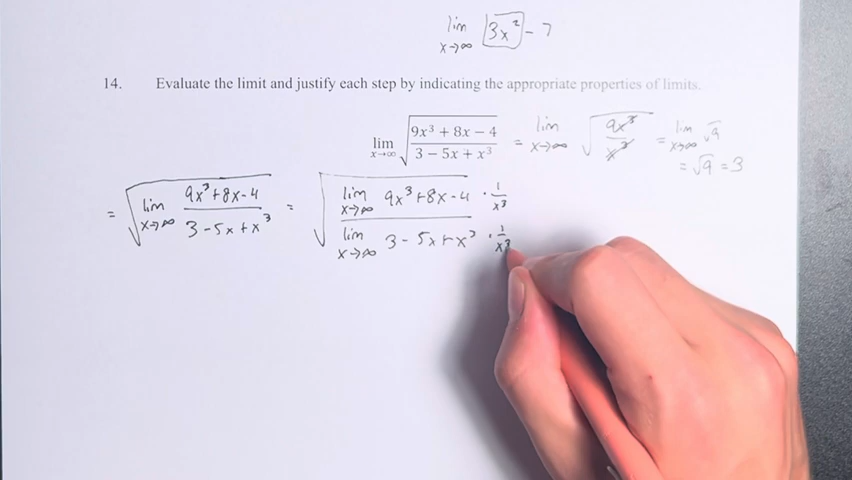 lim x→∞ 3x² - 7
14. Evaluate the limit and justify each step by indicating the appropriate properties of limits.
lim x→∞ √((9x³ + 8x − 4)/(3 − 5x + x³)) = lim x→∞ √(9x³/x³) = lim x→∞ √9
= √9 = 3
= √(lim x→∞ (9x³+8x-4)/(3-5x+x³)) = √((lim x→∞ 9x³+8x-4 · 1/x³)/(lim x→∞ 3-5x+x³ · 1/x³))